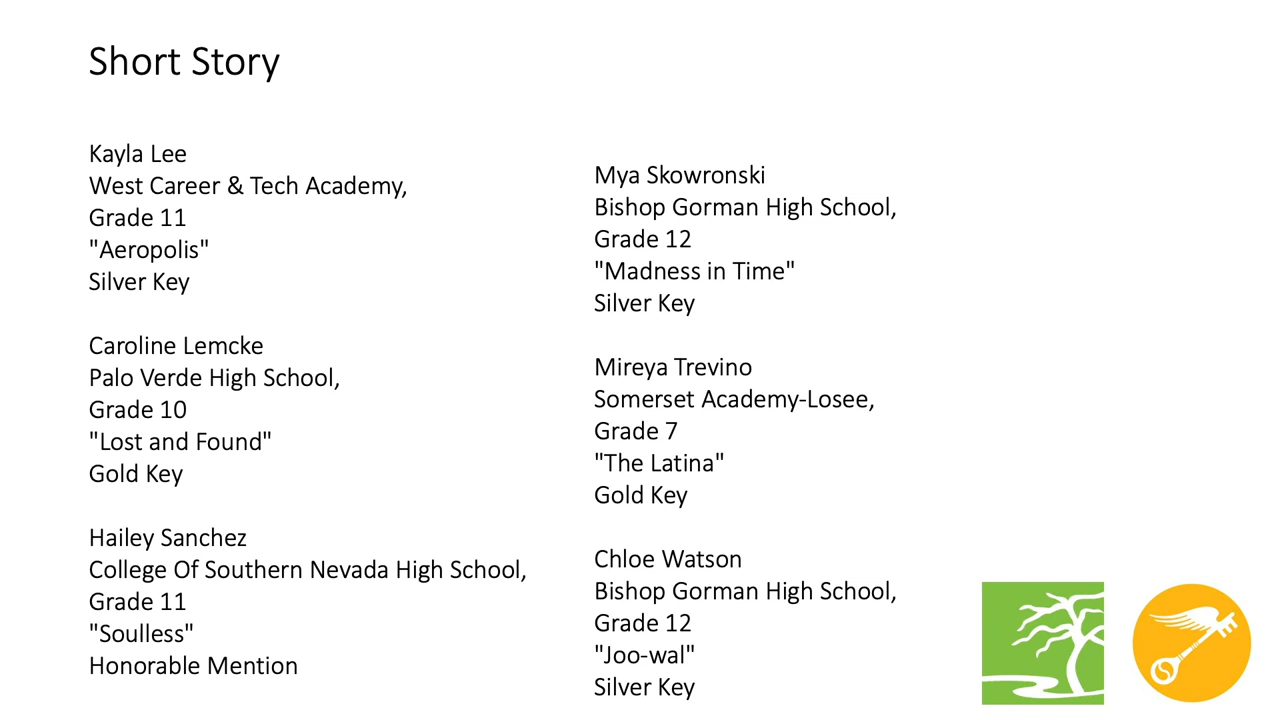 Short Story
Kayla Lee
West Career & Tech Academy,
Grade 11
"Aeropolis"
Silver Key
Caroline Lemcke
Palo Verde High School,
Grade 10
"Lost and Found"
Gold Key
Hailey Sanchez
College Of Southern Nevada High School,
Grade 11
"Soulless"
Honorable Mention
Mya Skowronski
Bishop Gorman High School,
Grade 12
"Madness in Time"
Silver Key
Mireya Trevino
Somerset Academy-Losee,
Grade 7
"The Latina"
Gold Key
Chloe Watson
Bishop Gorman High School,
Grade 12
"Joo-wal"
Silver Key